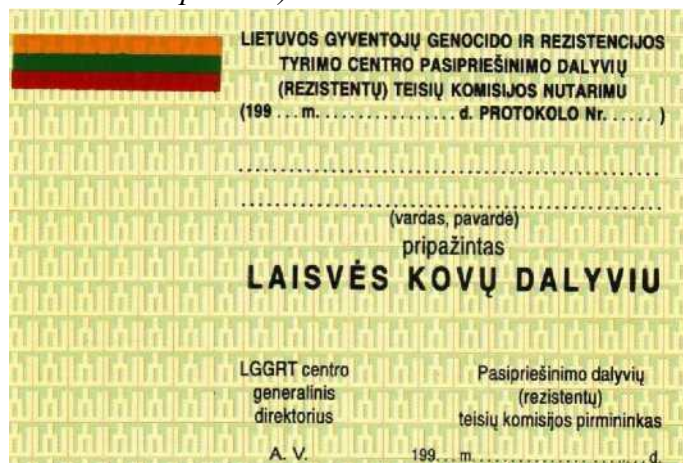 LIETUVOS GYVENTOJŲ GENOCIDO IR REZISTENCIJOS
TYRIMO CENTRO PASIPRIEŠINIMO DALYVIŲ
(REZISTENTŲ) TEISIŲ KOMISIJOS NUTARIMU
(199 ... m. ................ d. PROTOKOLO Nr. ..... )
(vardas, pavardė)
pripažintas
LAISVĖS KOVŲ DALYVIU
LGGRT centro
generalinis
direktorius
A. V.
Pasipriešinimo dalyvių
(rezistentų)
teisių komisijos pirmininkas
199... m. .................... d.